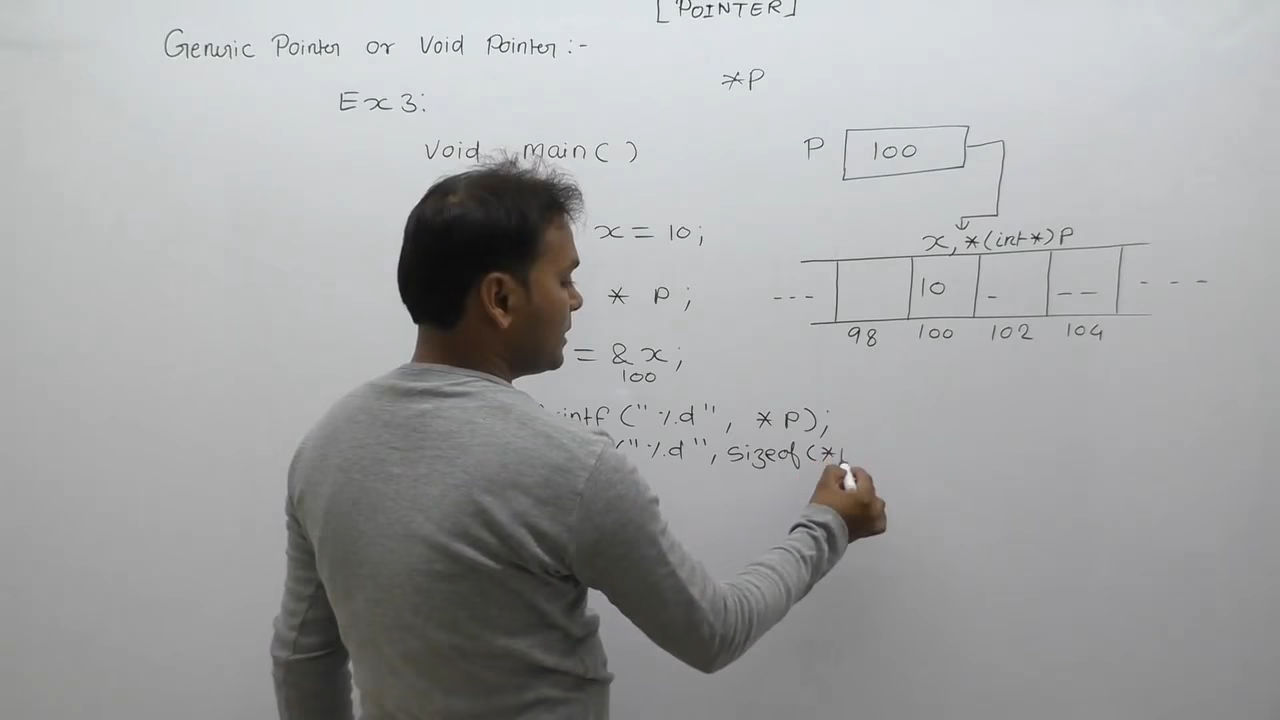 [POINTER]
Generic Pointer or Void Pointer :-
*P
Ex 3:
Void main( )
P 100
x = 10;
x, *(int*)P
* P ;
--- 10 - -- ---
98 100 102 104
= & x;
100
intf ("%d", *P);
("%d", sizeof(*